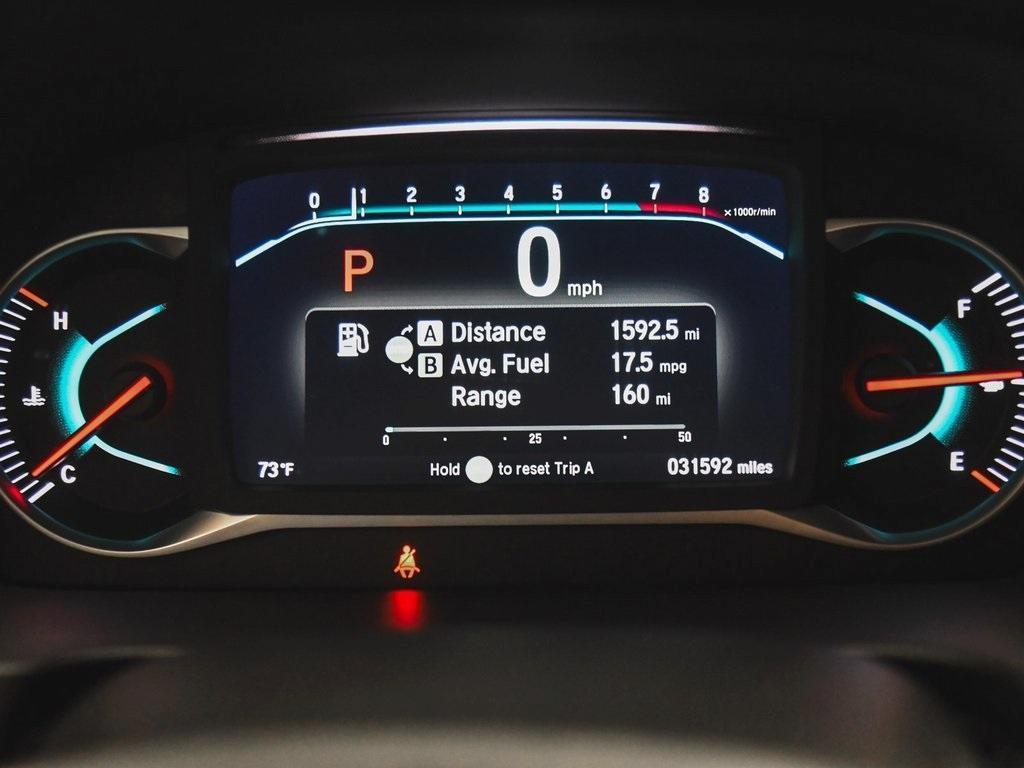 0 1 2 3 4 5 6 7 8 ×1000r/min
P 0 mph
H
F
A Distance 1592.5 mi
B Avg. Fuel 17.5 mpg
Range 160 mi
0 25 50
C
E
73°F Hold to reset Trip A 031592 miles